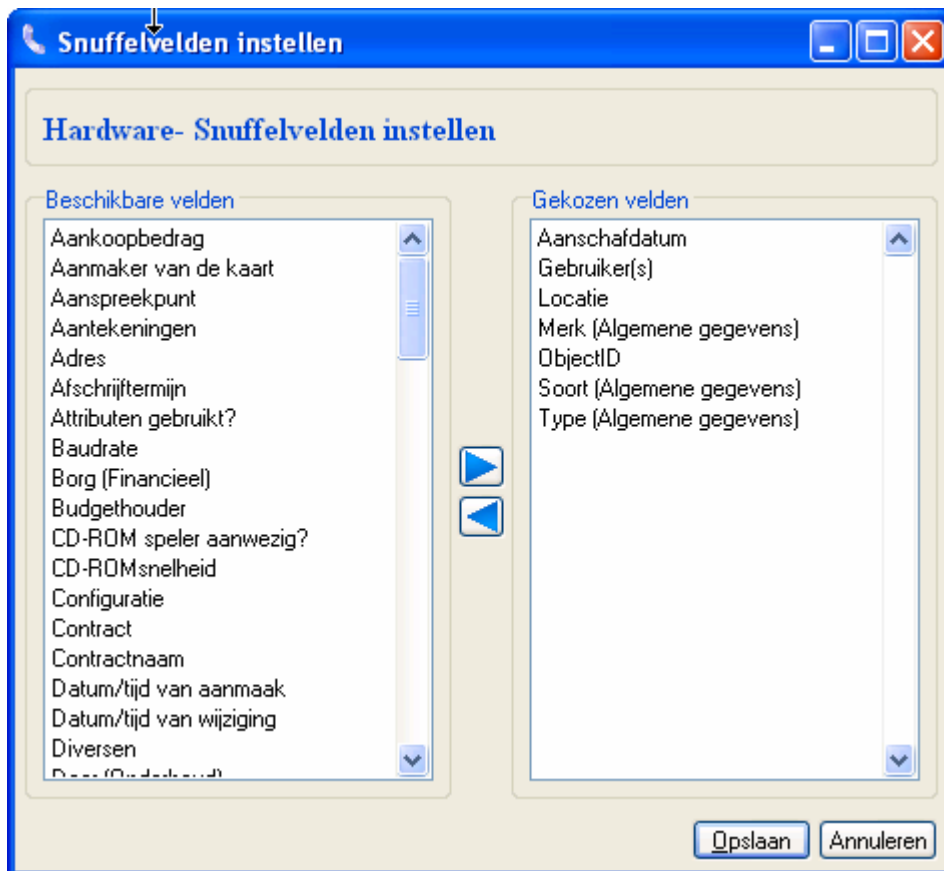 Snuffelvelden instellen
Hardware- Snuffelvelden instellen
Beschikbare velden
Aankoopbedrag
Aanmaker van de kaart
Aanspreekpunt
Aantekeningen
Adres
Afschrijftermijn
Attributen gebruikt?
Baudrate
Borg (Financieel)
Budgethouder
CD-ROM speler aanwezig?
CD-ROMsnelheid
Configuratie
Contract
Contractnaam
Datum/tijd van aanmaak
Datum/tijd van wijziging
Diversen
Door (Onderhoud)
Gekozen velden
Aanschafdatum
Gebruiker(s)
Locatie
Merk (Algemene gegevens)
ObjectID
Soort (Algemene gegevens)
Type (Algemene gegevens)
Opslaan
Annuleren